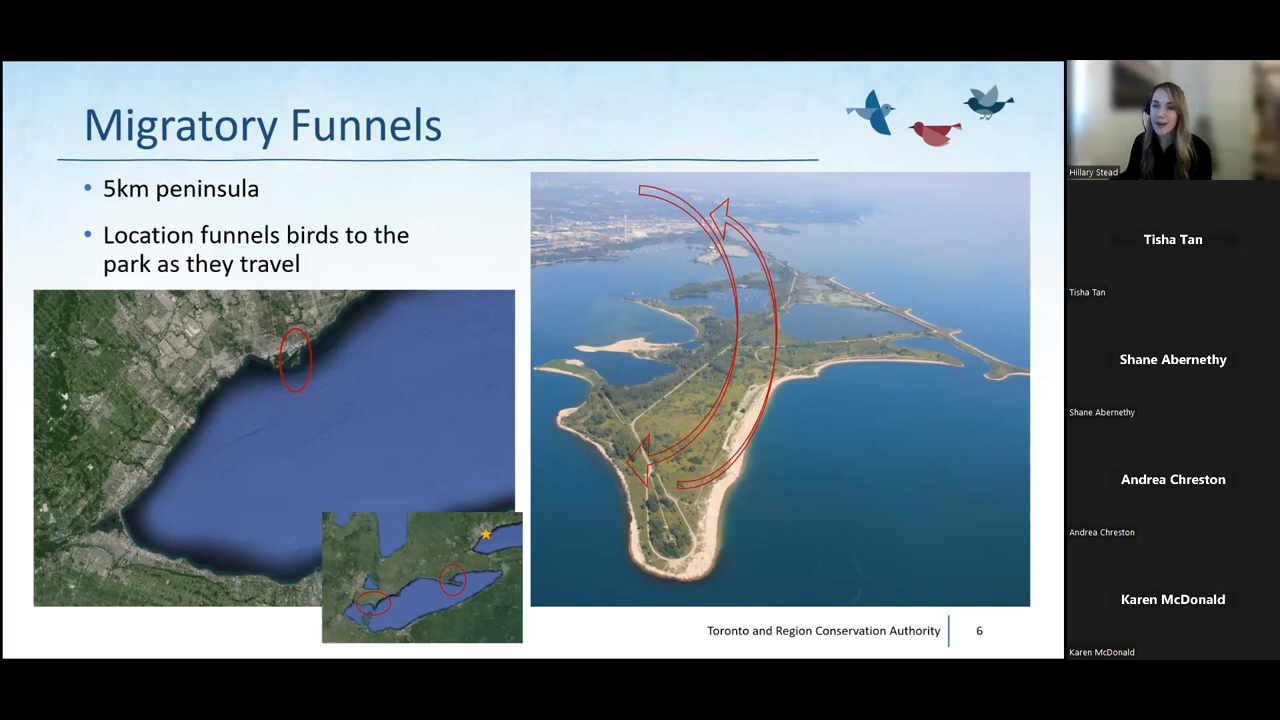 Migratory Funnels
5km peninsula
Location funnels birds to the
park as they travel
Toronto and Region Conservation Authority
6
Hillary Stead
Tisha Tan
Tisha Tan
Shane Abernethy
Shane Abernethy
Andrea Chreston
Andrea Chreston
Karen McDonald
Karen McDonald